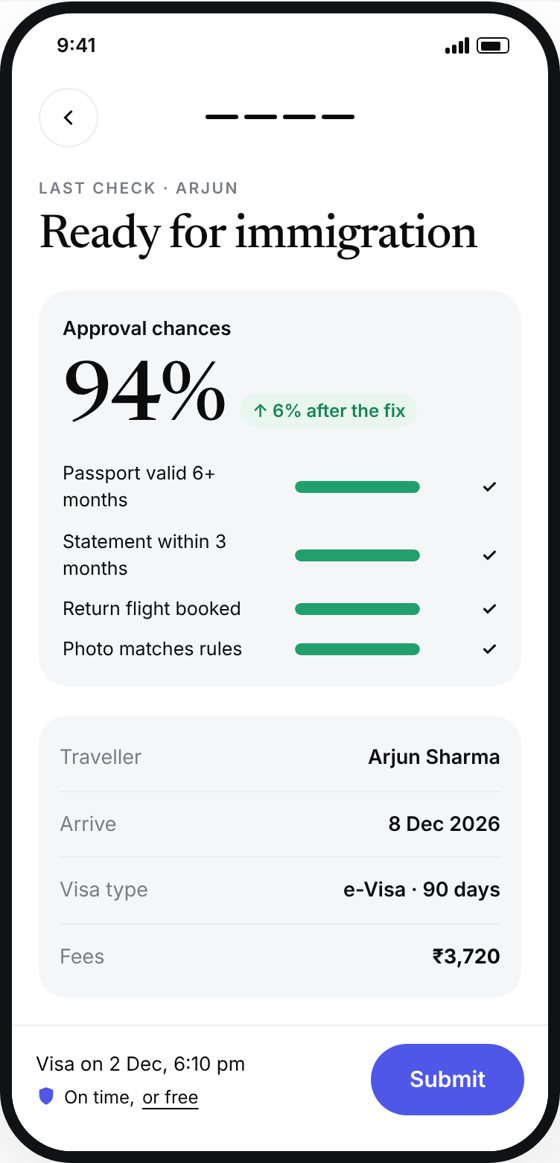 9:41
LAST CHECK · ARJUN
Ready for immigration
Approval chances
94%
↑ 6% after the fix
Passport valid 6+
months
Statement within 3
months
Return flight booked
Photo matches rules
Traveller
Arjun Sharma
Arrive
8 Dec 2026
Visa type
e-Visa · 90 days
Fees
₹3,720
Visa on 2 Dec, 6:10 pm
On time, or free
Submit